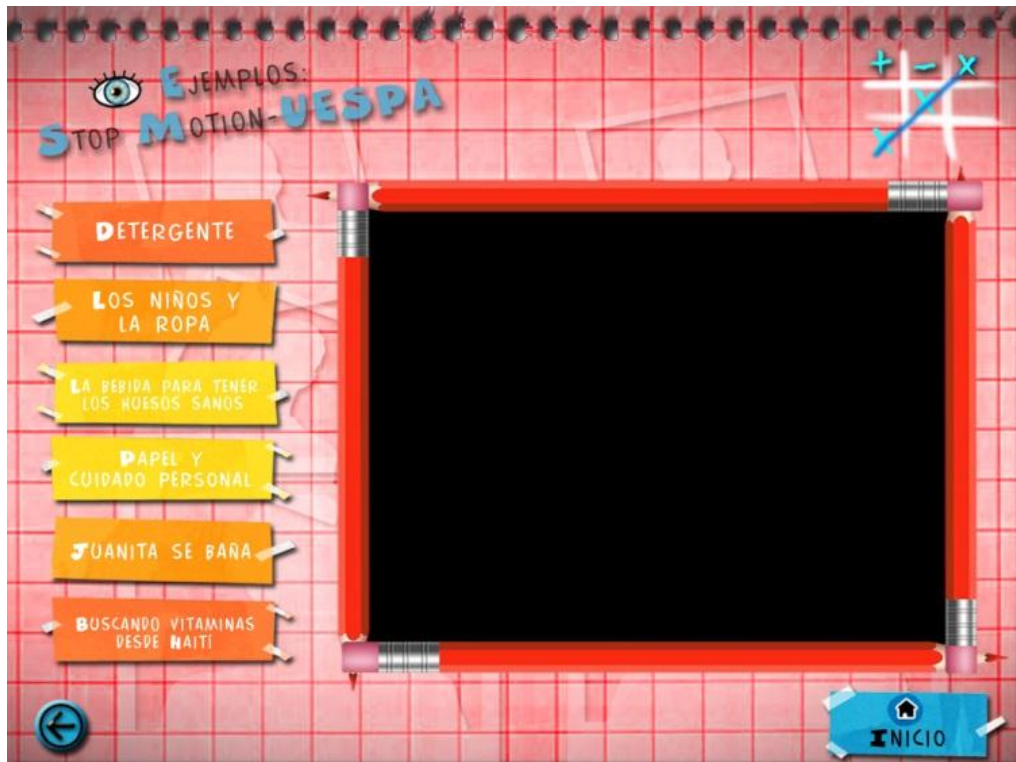 EJEMPLOS:
STOP MOTION-VESPA
+ - X
X
X
DETERGENTE
LOS NIÑOS Y
LA ROPA
LA BEBIDA PARA TENER
LOS HUESOS SANOS
PAPEL Y
CUIDADO PERSONAL
JUANITA SE BAÑA
BUSCANDO VITAMINAS
DESDE HAITÍ
INICIO